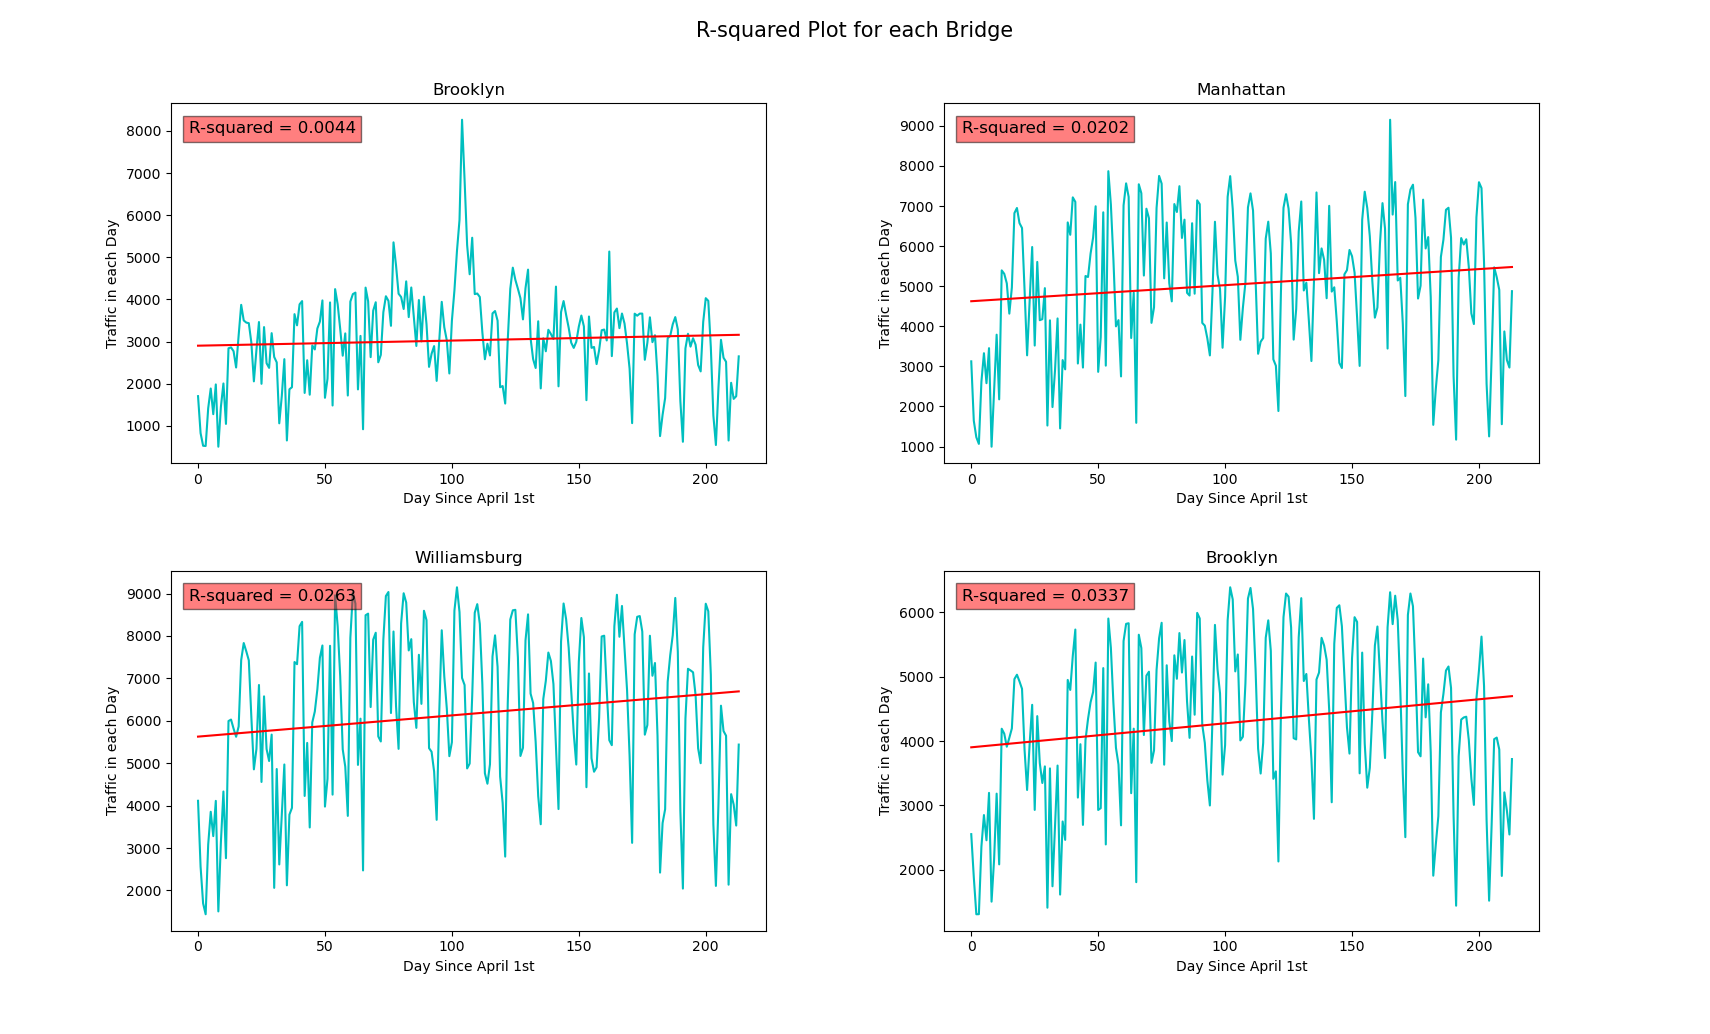 R-squared Plot for each Bridge
Brooklyn
R-squared = 0.0044
Traffic in each Day
8000
7000
6000
5000
4000
3000
2000
1000
0 50 100 150 200
Day Since April 1st
Manhattan
R-squared = 0.0202
Traffic in each Day
9000
8000
7000
6000
5000
4000
3000
2000
1000
0 50 100 150 200
Day Since April 1st
Williamsburg
R-squared = 0.0263
Traffic in each Day
9000
8000
7000
6000
5000
4000
3000
2000
0 50 100 150 200
Day Since April 1st
Brooklyn
R-squared = 0.0337
Traffic in each Day
6000
5000
4000
3000
2000
0 50 100 150 200
Day Since April 1st